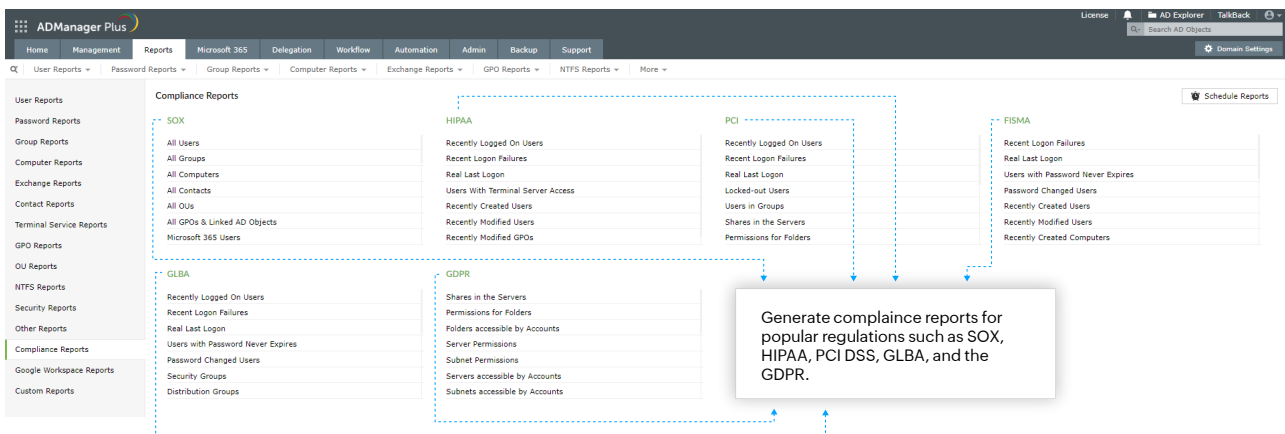 License AD Explorer TalkBack
ADManager Plus
Search AD Objects
Home Management Reports Microsoft 365 Delegation Workflow Automation Admin Backup Support Domain Settings
User Reports Password Reports Group Reports Computer Reports Exchange Reports GPO Reports NTFS Reports More
Compliance Reports Schedule Reports
User Reports
Password Reports
Group Reports
Computer Reports
Exchange Reports
Contact Reports
Terminal Service Reports
GPO Reports
OU Reports
NTFS Reports
Security Reports
Other Reports
Compliance Reports
Google Workspace Reports
Custom Reports
SOX
All Users
All Groups
All Computers
All Contacts
All OUs
All GPOs & Linked AD Objects
Microsoft 365 Users
HIPAA
Recently Logged On Users
Recent Logon Failures
Real Last Logon
Users With Terminal Server Access
Recently Created Users
Recently Modified Users
Recently Modified GPOs
PCI
Recently Logged On Users
Recent Logon Failures
Real Last Logon
Locked-out Users
Users in Groups
Shares in the Servers
Permissions for Folders
FISMA
Recent Logon Failures
Real Last Logon
Users with Password Never Expires
Password Changed Users
Recently Created Users
Recently Modified Users
Recently Created Computers
GLBA
Recently Logged On Users
Recent Logon Failures
Real Last Logon
Users with Password Never Expires
Password Changed Users
Security Groups
Distribution Groups
GDPR
Shares in the Servers
Permissions for Folders
Folders accessible by Accounts
Server Permissions
Subnet Permissions
Servers accessible by Accounts
Subnets accessible by Accounts
Generate complaince reports for
popular regulations such as SOX,
HIPAA, PCI DSS, GLBA, and the
GDPR.